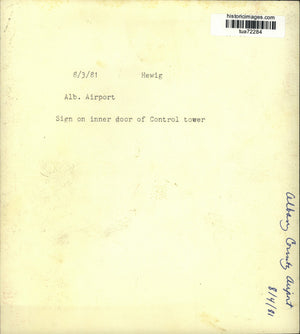 historicimages.com
tua72284
8/3/81 Hewig
Alb. Airport
Sign on inner door of Control tower
Albany County Airport
8/4/81